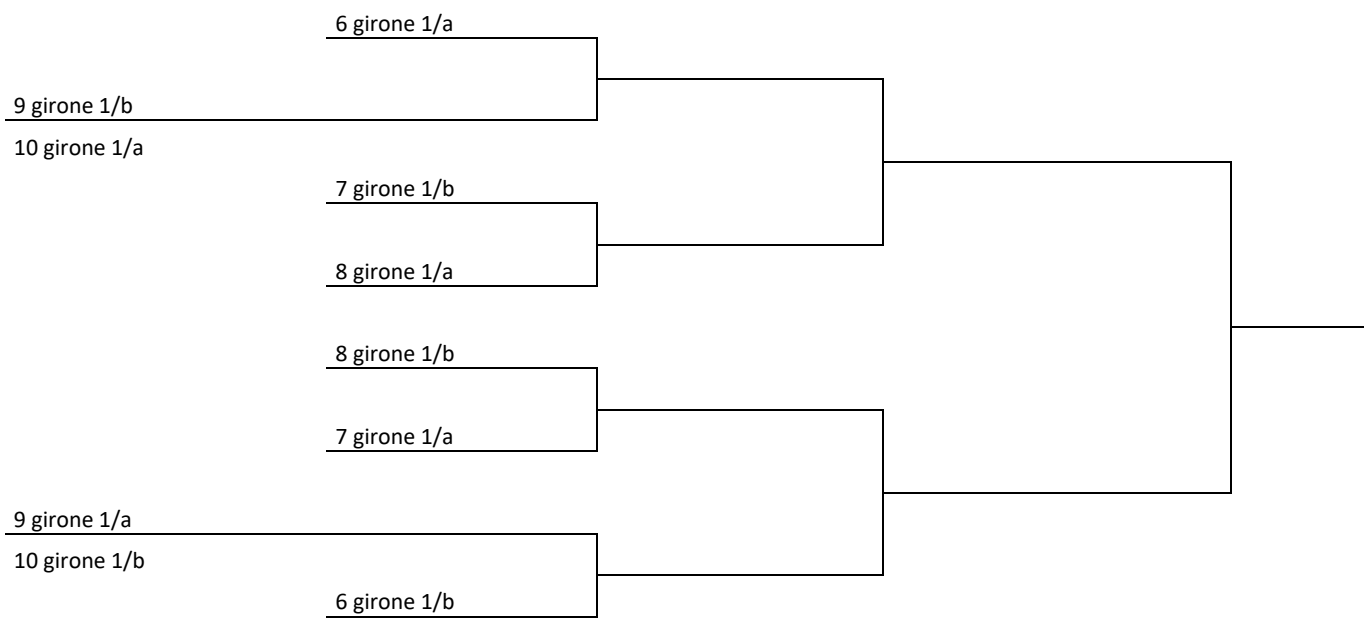 6 girone 1/a
9 girone 1/b
10 girone 1/a
7 girone 1/b
8 girone 1/a
8 girone 1/b
7 girone 1/a
9 girone 1/a
10 girone 1/b
6 girone 1/b